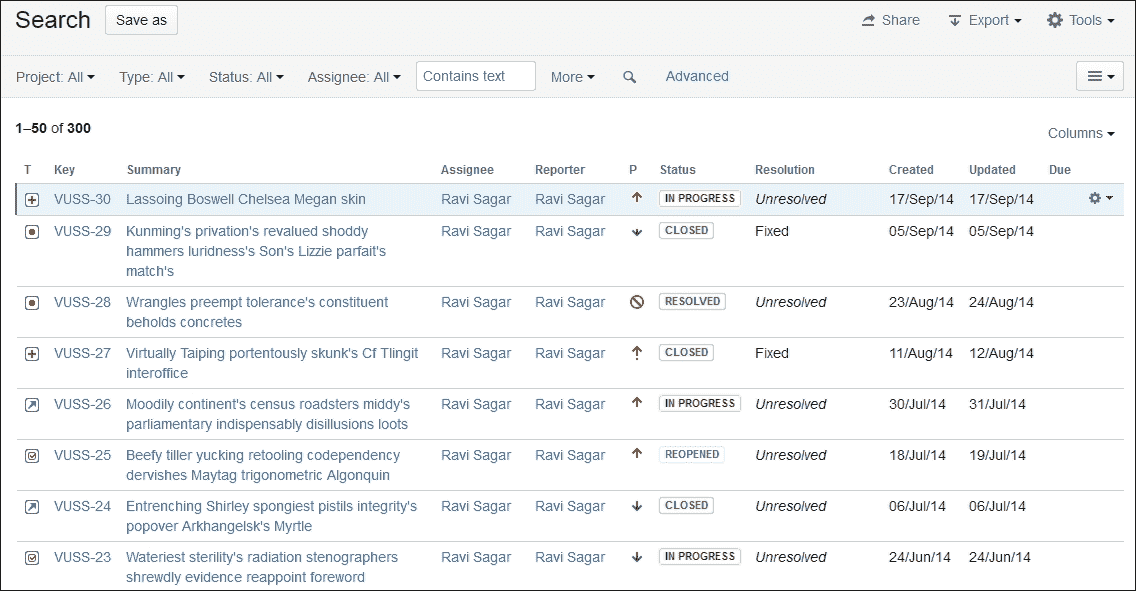 Search Save as Share Export Tools
Project: All Type: All Status: All Assignee: All Contains text More Advanced
1–50 of 300
Columns
T Key Summary Assignee Reporter P Status Resolution Created Updated Due
VUSS-30 Lassoing Boswell Chelsea Megan skin Ravi Sagar Ravi Sagar IN PROGRESS Unresolved 17/Sep/14 17/Sep/14
VUSS-29 Kunming's privation's revalued shoddy Ravi Sagar Ravi Sagar CLOSED Fixed 05/Sep/14 05/Sep/14
hammers luridness's Son's Lizzie parfait's
match's
VUSS-28 Wrangles preempt tolerance's constituent Ravi Sagar Ravi Sagar RESOLVED Unresolved 23/Aug/14 24/Aug/14
beholds concretes
VUSS-27 Virtually Taiping portentously skunk's Cf Tlingit Ravi Sagar Ravi Sagar CLOSED Fixed 11/Aug/14 12/Aug/14
interoffice
VUSS-26 Moodily continent's census roadsters middy's Ravi Sagar Ravi Sagar IN PROGRESS Unresolved 30/Jul/14 31/Jul/14
parliamentary indispensably disillusions loots
VUSS-25 Beefy tiller yucking retooling codependency Ravi Sagar Ravi Sagar REOPENED Unresolved 18/Jul/14 19/Jul/14
dervishes Maytag trigonometric Algonquin
VUSS-24 Entrenching Shirley spongiest pistils integrity's Ravi Sagar Ravi Sagar CLOSED Unresolved 06/Jul/14 06/Jul/14
popover Arkhangelsk's Myrtle
VUSS-23 Wateriest sterility's radiation stenographers Ravi Sagar Ravi Sagar IN PROGRESS Unresolved 24/Jun/14 24/Jun/14
shrewdly evidence reappoint foreword